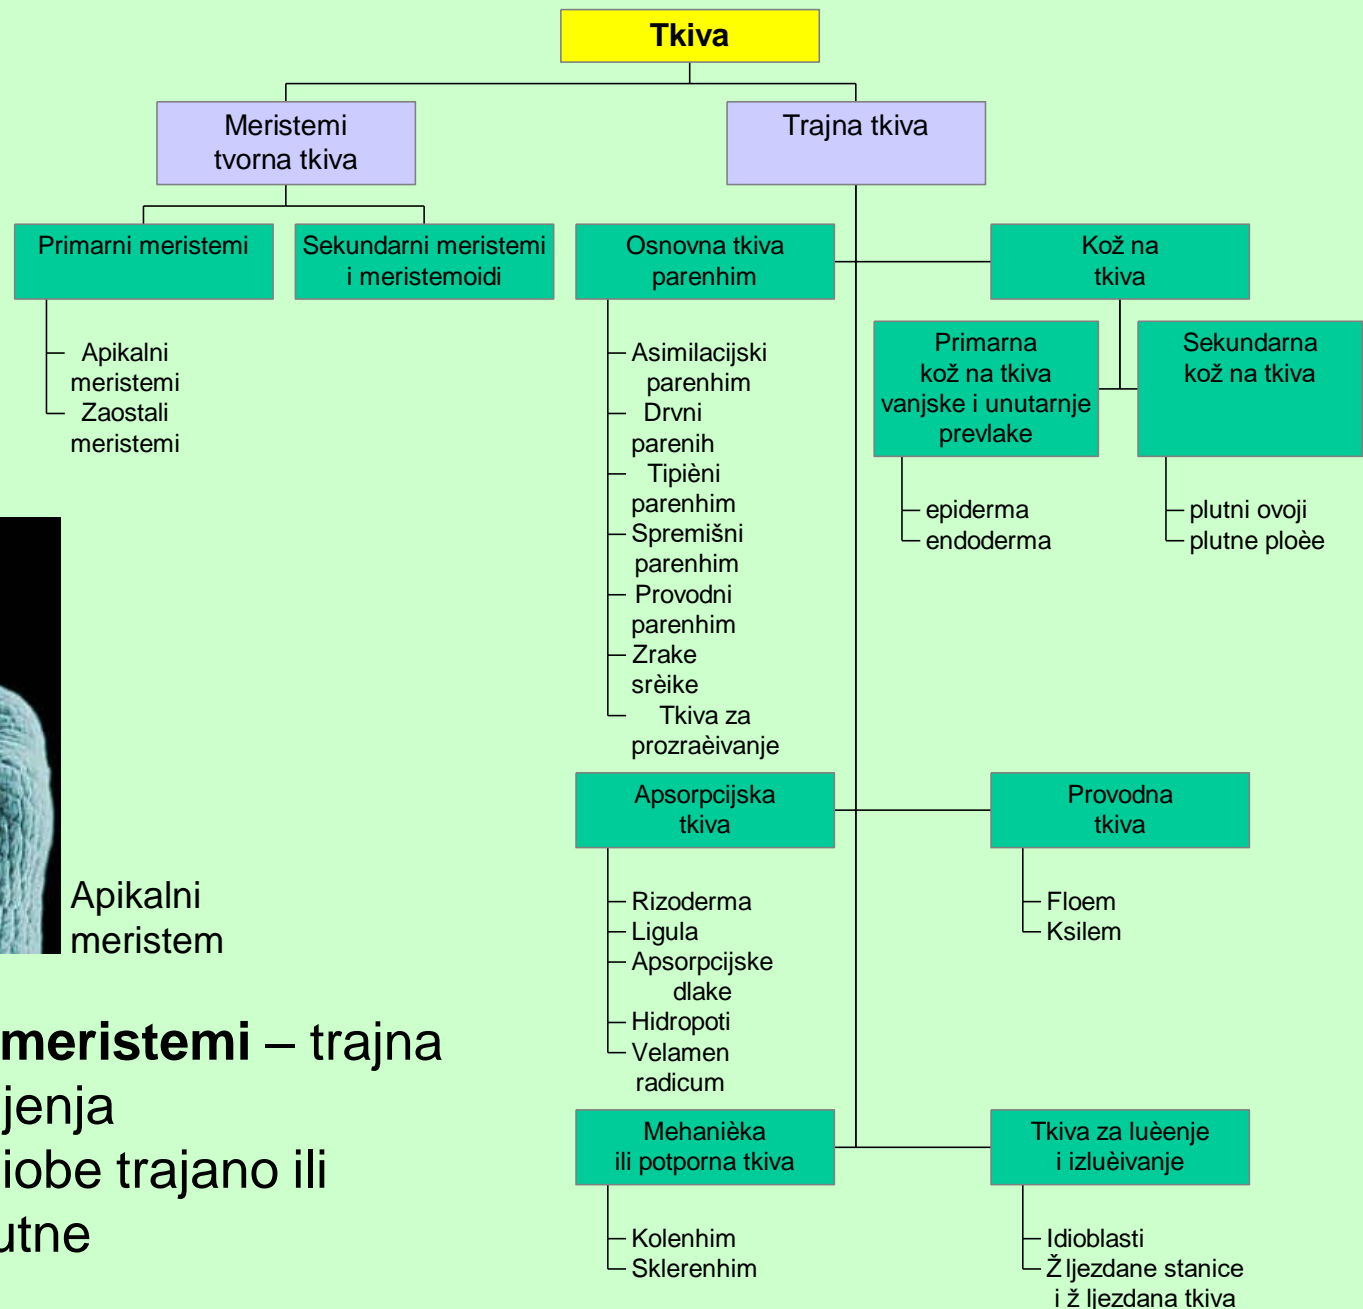 Tkiva
Meristemi
tvorna tkiva
Trajna tkiva
Primarni meristemi
Sekundarni meristemi
i meristemoidi
Osnovna tkiva
parenhim
Kož na
tkiva
Apikalni
meristemi
Zaostali
meristemi
Asimilacijski
parenhim
Drvni
parenih
Tipièni
parenhim
Spremišni
parenhim
Provodni
parenhim
Zrake
srèike
Tkiva za
prozraèivanje
Primarna
kož na tkiva
vanjske i unutarnje
prevlake
Sekundarna
kož na tkiva
epiderma
endoderma
plutni ovoji
plutne ploèe
Apsorpcijska
tkiva
Provodna
tkiva
Rizoderma
Ligula
Apsorpcijske
dlake
Hidropoti
Velamen
radicum
Floem
Ksilem
Mehanièka
ili potporna tkiva
Tkiva za luèenje
i izluèivanje
Kolenhim
Sklerenhim
Idioblasti
Ž ljezdane stanice
i ž ljezdana tkiva
Apikalni
meristem
meristemi – trajna
jenja
iobe trajano ili
utne